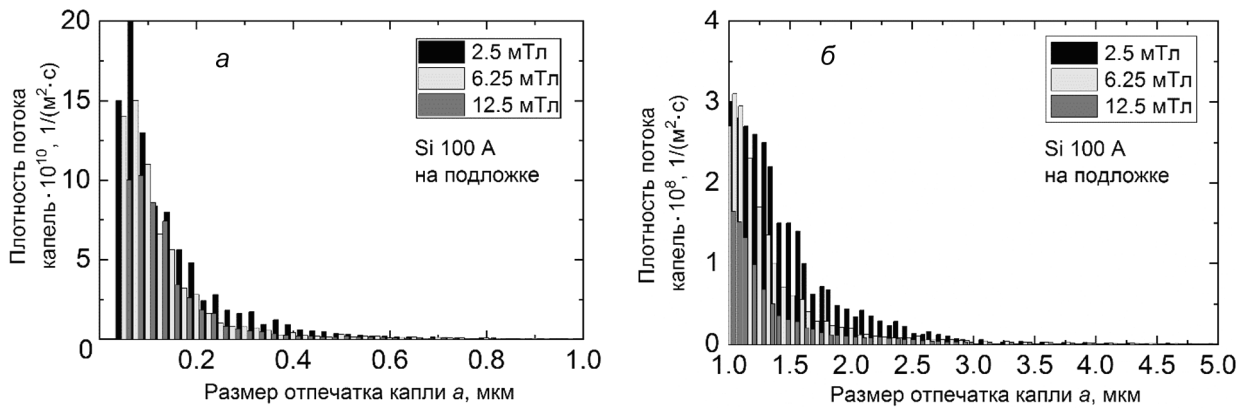 Плотность потока
капель · 10¹⁰, 1/(м²·с)
20
15
10
5
0
а
2.5 мТл
6.25 мТл
12.5 мТл
Si 100 А
на подложке
0.2 0.4 0.6 0.8 1.0
Размер отпечатка капли а, мкм
Плотность потока
капель · 10⁸, 1/(м²·с)
4
3
2
1
0
б
2.5 мТл
6.25 мТл
12.5 мТл
Si 100 А
на подложке
1.0 1.5 2.0 2.5 3.0 3.5 4.0 4.5 5.0
Размер отпечатка капли а, мкм